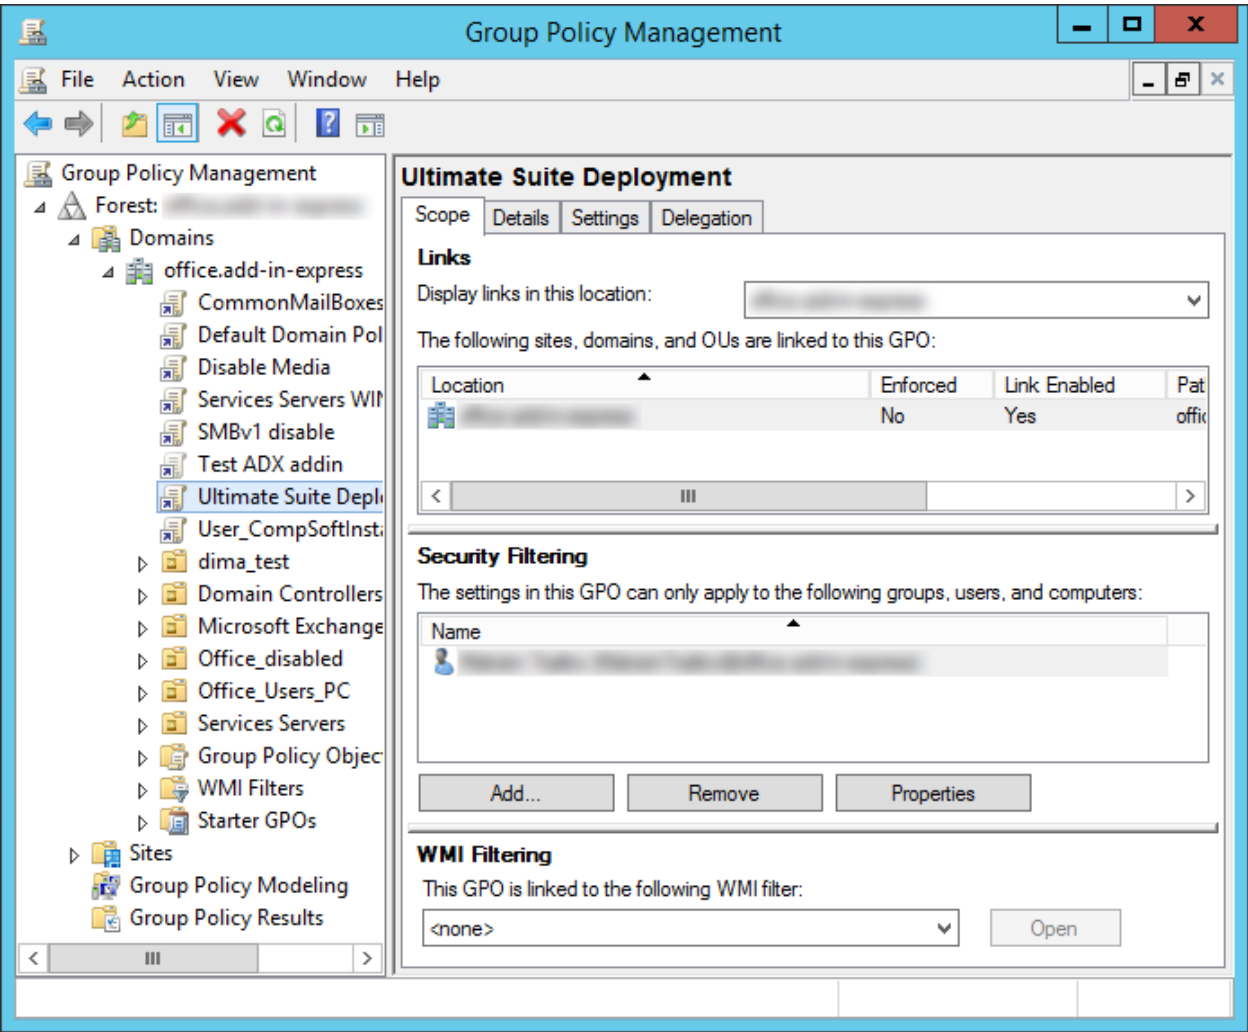 Group Policy Management
File Action View Window Help
Group Policy Management
Forest:
Domains
office.add-in-express
CommonMailBoxes
Default Domain Pol
Disable Media
Services Servers WIN
SMBv1 disable
Test ADX addin
Ultimate Suite Depl
User_CompSoftInsta
dima_test
Domain Controllers
Microsoft Exchange
Office_disabled
Office_Users_PC
Services Servers
Group Policy Objec
WMI Filters
Starter GPOs
Sites
Group Policy Modeling
Group Policy Results
Ultimate Suite Deployment
Scope Details Settings Delegation
Links
Display links in this location:
The following sites, domains, and OUs are linked to this GPO:
Location Enforced Link Enabled Pat
No Yes offic
Security Filtering
The settings in this GPO can only apply to the following groups, users, and computers:
Name
Add... Remove Properties
WMI Filtering
This GPO is linked to the following WMI filter:
<none> Open